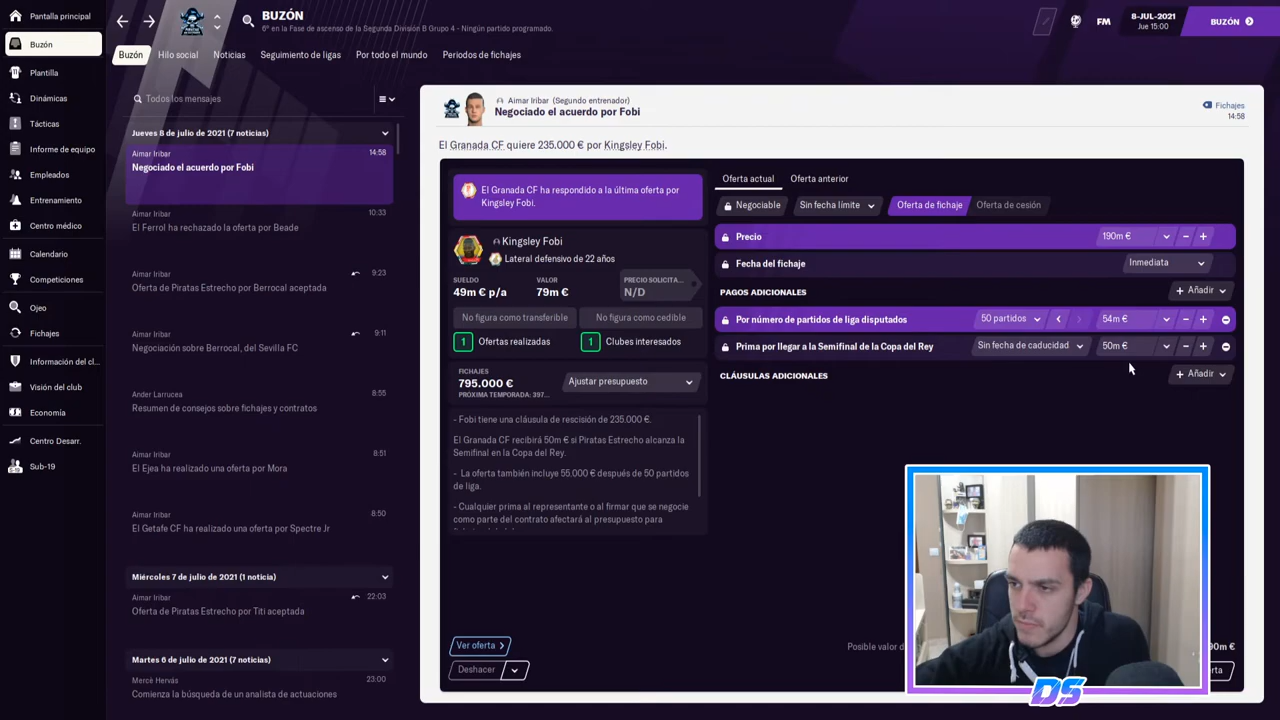 Pantalla principal
BUZÓN
6º en la Fase de ascenso de la Segunda División B Grupo 4 - Ningún partido programado.
FM
8-JUL-2021
Jue 15:00
BUZÓN
Buzón
Plantilla
Dinámicas
Tácticas
Informe de equipo
Empleados
Entrenamiento
Centro médico
Calendario
Competiciones
Ojeo
Fichajes
Información del cl...
Visión del club
Economía
Centro Desarr.
Sub-19
Buzón
Hilo social
Noticias
Seguimiento de ligas
Por todo el mundo
Periodos de fichajes
Todos los mensajes
Jueves 8 de julio de 2021 (7 noticias)
Aimar Iribar
14:58
Negociado el acuerdo por Fobi
Aimar Iribar
10:33
El Ferrol ha rechazado la oferta por Beade
Aimar Iribar
9:23
Oferta de Piratas Estrecho por Berrocal aceptada
Aimar Iribar
9:11
Negociación sobre Berrocal, del Sevilla FC
Ander Larrucea
8:55
Resumen de consejos sobre fichajes y contratos
Aimar Iribar
8:51
El Ejea ha realizado una oferta por Mora
Aimar Iribar
8:50
El Getafe CF ha realizado una oferta por Spectre Jr
Miércoles 7 de julio de 2021 (1 noticia)
Aimar Iribar
22:03
Oferta de Piratas Estrecho por Titi aceptada
Martes 6 de julio de 2021 (7 noticias)
Mercè Hervás
23:00
Comienza la búsqueda de un analista de actuaciones
Aimar Iribar (Segundo entrenador)
Negociado el acuerdo por Fobi
Fichajes
14:58
El Granada CF quiere 235.000 € por Kingsley Fobi.
El Granada CF ha respondido a la última oferta por
Kingsley Fobi.
Kingsley Fobi
Lateral defensivo de 22 años
SUELDO
49m € p/a
VALOR
79m €
PRECIO SOLICITA...
N/D
No figura como transferible
No figura como cedible
1
Ofertas realizadas
1
Clubes interesados
FICHAJES
795.000 €
PRÓXIMA TEMPORADA: 397...
Ajustar presupuesto
- Fobi tiene una cláusula de rescisión de 235.000 €.
El Granada CF recibirá 50m € si Piratas Estrecho alcanza la
Semifinal en la Copa del Rey.
- La oferta también incluye 55.000 € después de 50 partidos
de liga.
- Cualquier prima al representante o al firmar que se negocie
como parte del contrato afectará al presupuesto para
Ver oferta
Deshacer
Oferta actual
Oferta anterior
Negociable
Sin fecha límite
Oferta de fichaje
Oferta de cesión
Precio
190m €
Fecha del fichaje
Inmediata
PAGOS ADICIONALES
Añadir
Por número de partidos de liga disputados
50 partidos
54m €
Prima por llegar a la Semifinal de la Copa del Rey
Sin fecha de caducidad
50m €
CLÁUSULAS ADICIONALES
Añadir
Posible valor d
90m €
erta
DS